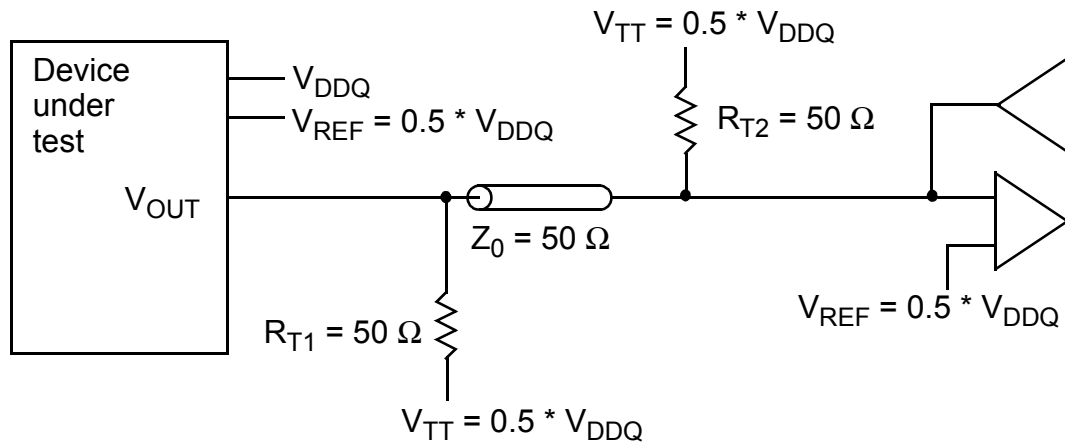 V_TT = 0.5 * V_DDQ
Device
under
test
V_DDQ
V_REF = 0.5 * V_DDQ
R_T2 = 50 Ω
V_OUT
Z_0 = 50 Ω
V_REF = 0.5 * V_DDQ
R_T1 = 50 Ω
V_TT = 0.5 * V_DDQ